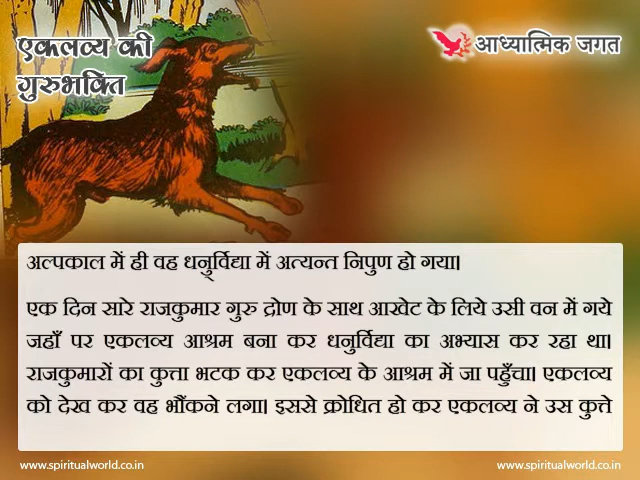 एकलव्य की
गुरुभक्ति
आध्यात्मिक जगत
अल्पकाल में ही वह धनुर्विद्या में अत्यन्त निपुण हो गया।
एक दिन सारे राजकुमार गुरु द्रोण के साथ आखेट के लिये उसी वन में गये
जहाँ पर एकलव्य आश्रम बना कर धनुर्विद्या का अभ्यास कर रहा था।
राजकुमारों का कुत्ता भटक कर एकलव्य के आश्रम में जा पहुँचा। एकलव्य
को देख कर वह भौंकने लगा। इससे क्रोधित हो कर एकलव्य ने उस कुत्ते
www.spiritualworld.co.in
www.spiritualworld.co.in